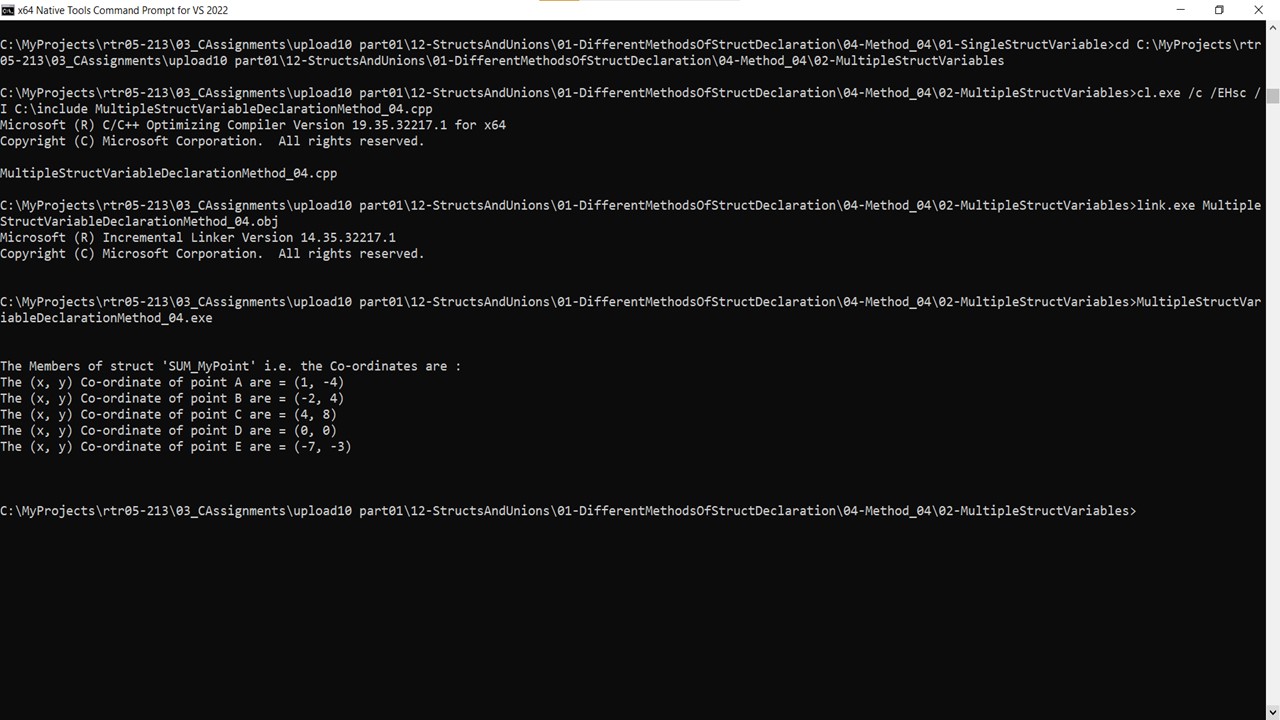 x64 Native Tools Command Prompt for VS 2022
C:\MyProjects\rtr05-213\03_CAssignments\upload10 part01\12-StructsAndUnions\01-DifferentMethodsOfStructDeclaration\04-Method_04\01-SingleStructVariable>cd C:\MyProjects\rtr
05-213\03_CAssignments\upload10 part01\12-StructsAndUnions\01-DifferentMethodsOfStructDeclaration\04-Method_04\02-MultipleStructVariables
C:\MyProjects\rtr05-213\03_CAssignments\upload10 part01\12-StructsAndUnions\01-DifferentMethodsOfStructDeclaration\04-Method_04\02-MultipleStructVariables>cl.exe /c /EHsc /
I C:\include MultipleStructVariableDeclarationMethod_04.cpp
Microsoft (R) C/C++ Optimizing Compiler Version 19.35.32217.1 for x64
Copyright (C) Microsoft Corporation.  All rights reserved.
MultipleStructVariableDeclarationMethod_04.cpp
C:\MyProjects\rtr05-213\03_CAssignments\upload10 part01\12-StructsAndUnions\01-DifferentMethodsOfStructDeclaration\04-Method_04\02-MultipleStructVariables>link.exe Multiple
StructVariableDeclarationMethod_04.obj
Microsoft (R) Incremental Linker Version 14.35.32217.1
Copyright (C) Microsoft Corporation.  All rights reserved.
C:\MyProjects\rtr05-213\03_CAssignments\upload10 part01\12-StructsAndUnions\01-DifferentMethodsOfStructDeclaration\04-Method_04\02-MultipleStructVariables>MultipleStructVar
iableDeclarationMethod_04.exe
The Members of struct 'SUM_MyPoint' i.e. the Co-ordinates are :
The (x, y) Co-ordinate of point A are = (1, -4)
The (x, y) Co-ordinate of point B are = (-2, 4)
The (x, y) Co-ordinate of point C are = (4, 8)
The (x, y) Co-ordinate of point D are = (0, 0)
The (x, y) Co-ordinate of point E are = (-7, -3)
C:\MyProjects\rtr05-213\03_CAssignments\upload10 part01\12-StructsAndUnions\01-DifferentMethodsOfStructDeclaration\04-Method_04\02-MultipleStructVariables>